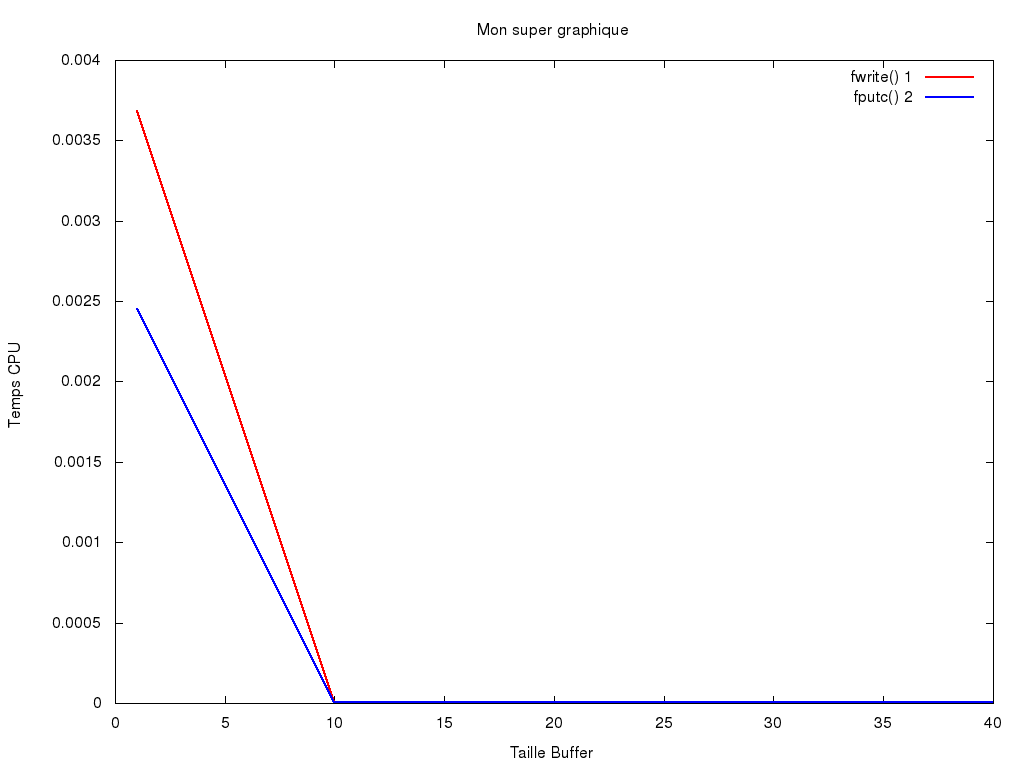 Mon super graphique
fwrite() 1
fputc() 2
0.004
0.0035
0.003
0.0025
0.002
0.0015
0.001
0.0005
0
Temps CPU
0 5 10 15 20 25 30 35 40
Taille Buffer